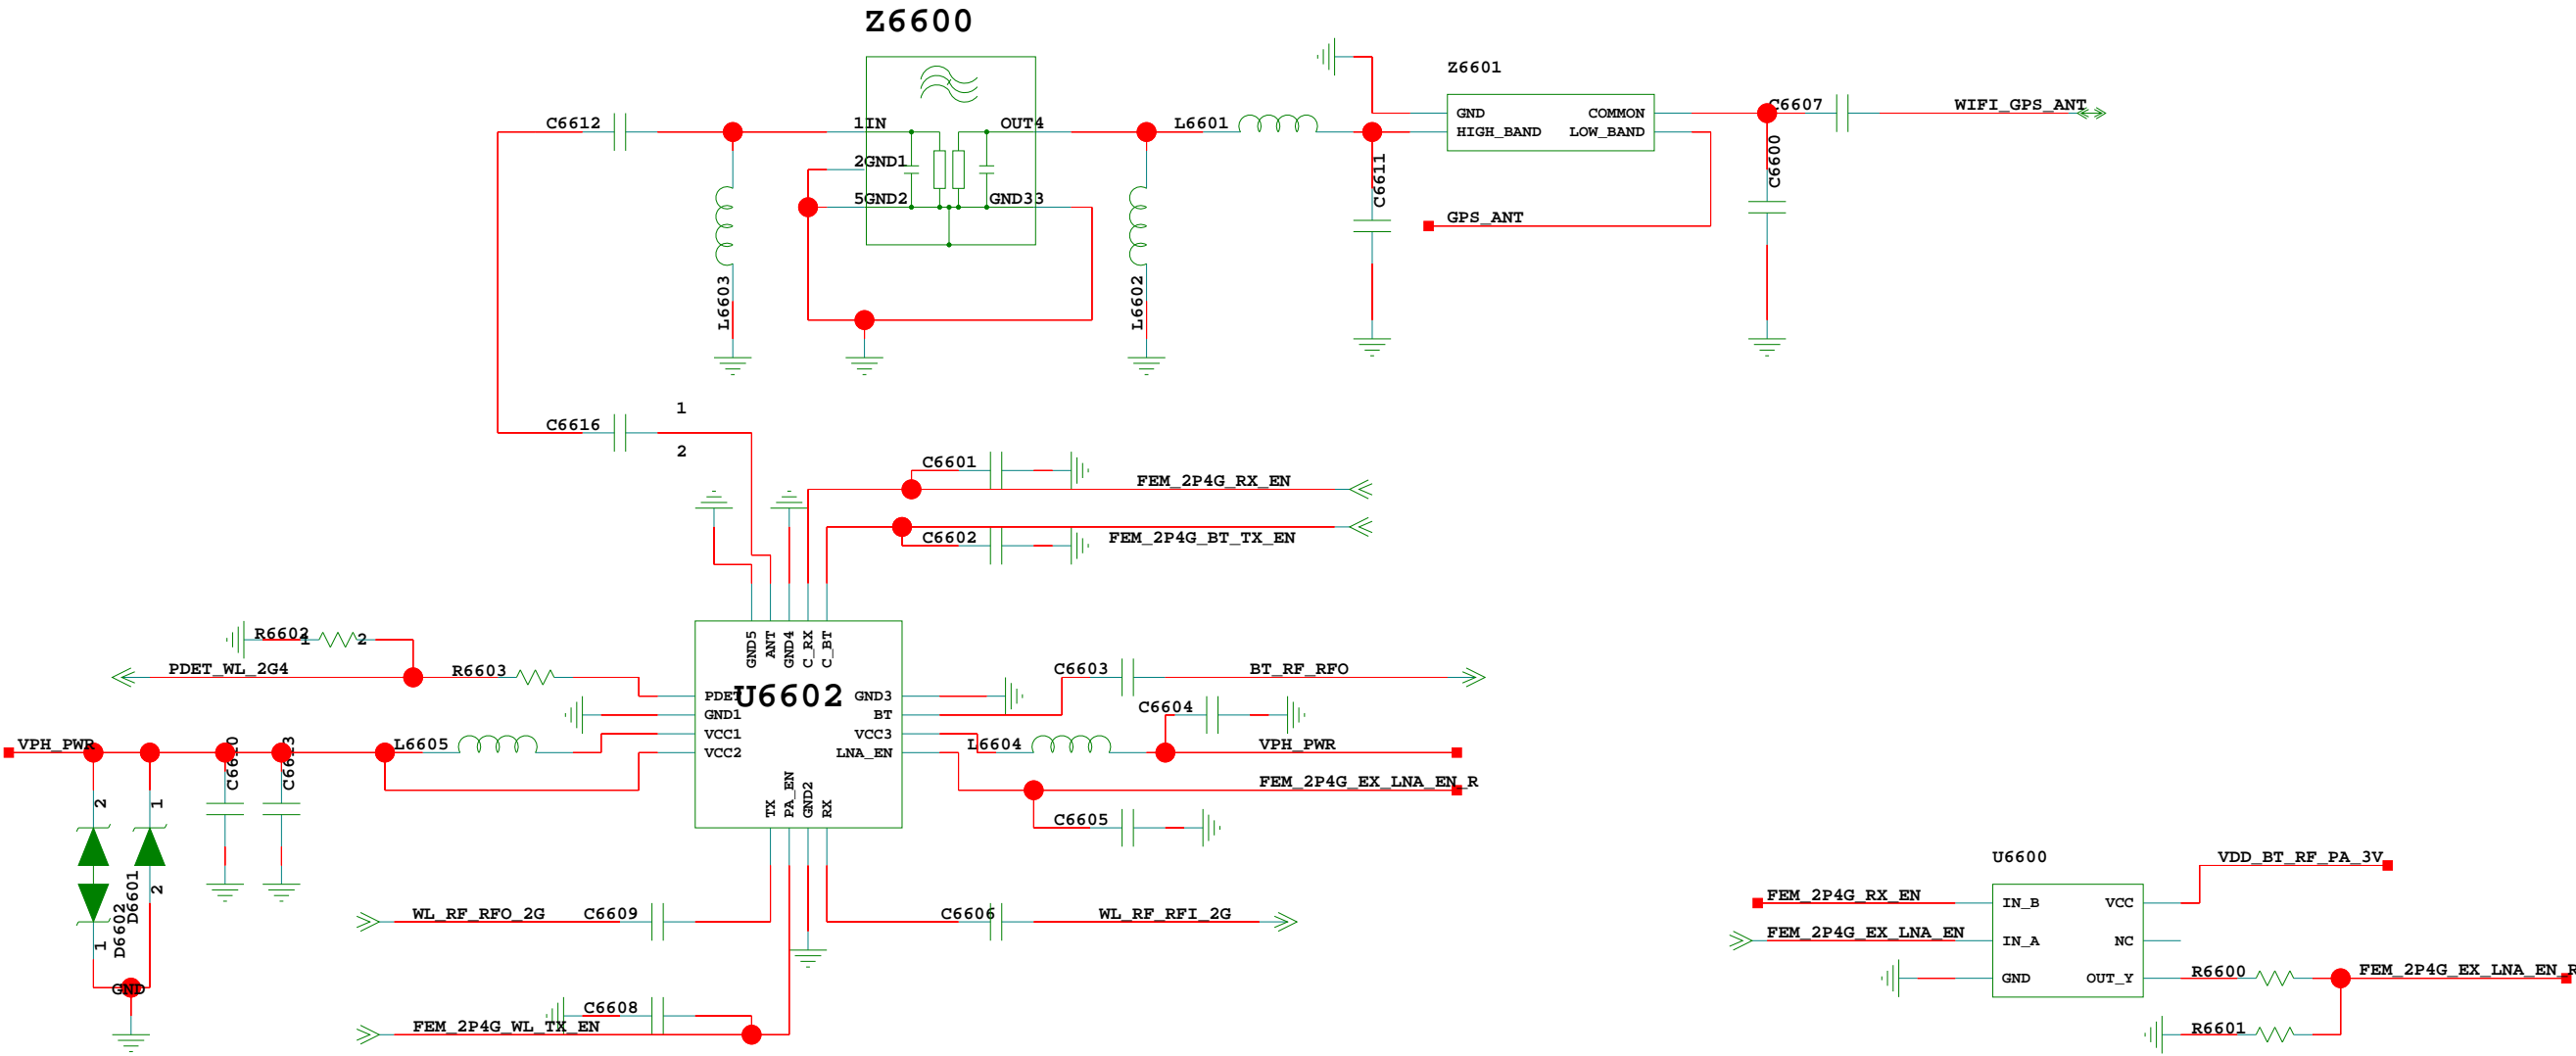 Z6600
Z6601
C6612
1IN
OUT4
L6601
GND
COMMON
C6607
WIFI_GPS_ANT
HIGH_BAND
LOW_BAND
2GND1
5GND2
GND33
C6611
C6600
GPS_ANT
L6603
L6602
C6616
1
2
C6601
FEM_2P4G_RX_EN
C6602
FEM_2P4G_BT_TX_EN
GND5
ANT
GND4
C_RX
C_BT
R6602
1
2
PDET_WL_2G4
R6603
C6603
BT_RF_RFO
PDET
U6602
GND3
GND1
BT
C6604
VCC1
VCC3
VCC2
LNA_EN
VPH_PWR
L6605
L6604
VPH_PWR
FEM_2P4G_EX_LNA_EN_R
C6605
TX
PA_EN
GND2
RX
2
1
D6601
2
D6602
1
GND
WL_RF_RFO_2G
C6609
C6606
WL_RF_RFI_2G
C6608
FEM_2P4G_WL_TX_EN
U6600
VDD_BT_RF_PA_3V
FEM_2P4G_RX_EN
IN_B
VCC
FEM_2P4G_EX_LNA_EN
IN_A
NC
GND
OUT_Y
R6600
FEM_2P4G_EX_LNA_EN_R
R6601